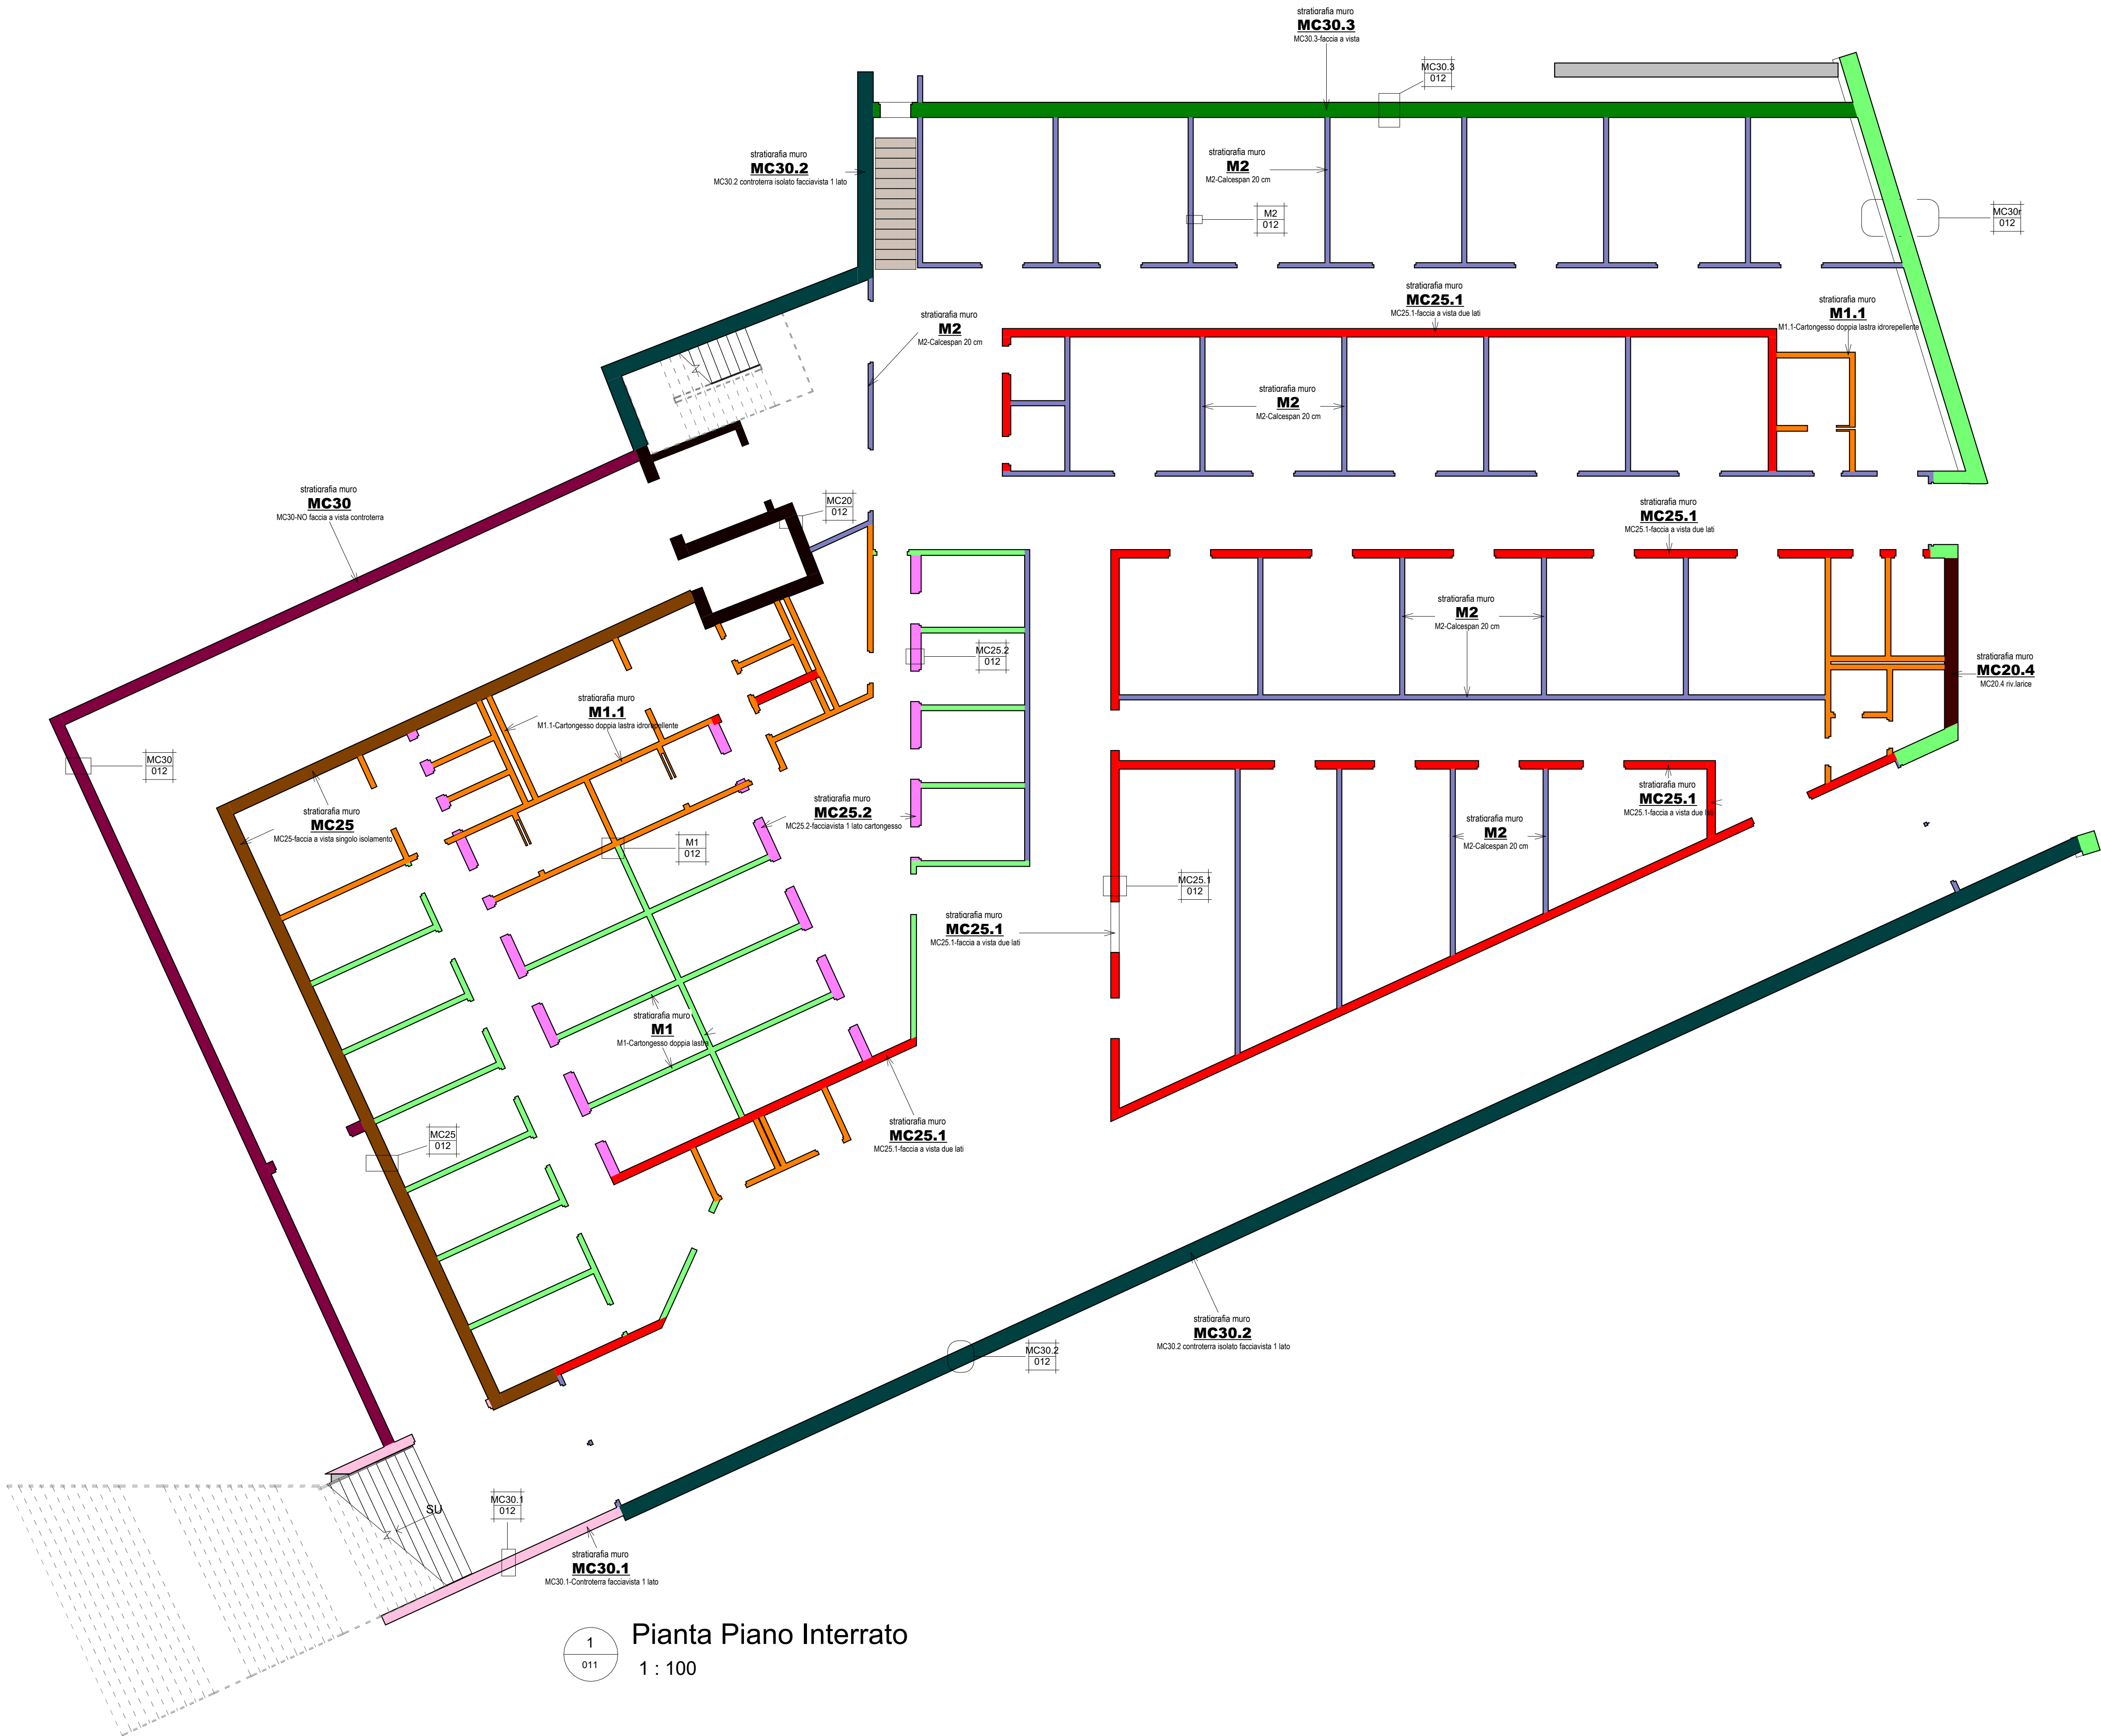 stratigrafia muro
MC30.3
MC30.3-faccia a vista
MC30.3
012
stratigrafia muro
MC30.2
MC30.2 controterra isolato facciavista 1 lato
stratigrafia muro
M2
M2-Calcespan 20 cm
M2
012
MC30r
012
stratigrafia muro
MC25.1
MC25.1-faccia a vista due lati
stratigrafia muro
M1.1
M1.1-Cartongesso doppia lastra idrorepellente
stratigrafia muro
M2
M2-Calcespan 20 cm
stratigrafia muro
M2
M2-Calcespan 20 cm
stratigrafia muro
MC30
MC30-NO faccia a vista controterra
MC20
012
stratigrafia muro
MC25.1
MC25.1-faccia a vista due lati
stratigrafia muro
M2
M2-Calcespan 20 cm
MC25.2
012
stratigrafia muro
MC20.4
MC20.4 riv.larice
stratigrafia muro
M1.1
M1.1-Cartongesso doppia lastra idrorepellente
MC30
012
stratigrafia muro
MC25
MC25-faccia a vista singolo isolamento
stratigrafia muro
MC25.2
MC25.2-facciavista 1 lato cartongesso
stratigrafia muro
MC25.1
MC25.1-faccia a vista due lati
stratigrafia muro
M2
M2-Calcespan 20 cm
M1
012
MC25.1
012
stratigrafia muro
MC25.1
MC25.1-faccia a vista due lati
stratigrafia muro
M1
M1-Cartongesso doppia lastra
MC25
012
stratigrafia muro
MC25.1
MC25.1-faccia a vista due lati
stratigrafia muro
MC30.2
MC30.2 controterra isolato facciavista 1 lato
MC30.2
012
MC30.1
012
SU
stratigrafia muro
MC30.1
MC30.1-Controterra facciavista 1 lato
1
011
Pianta Piano Interrato
1 : 100